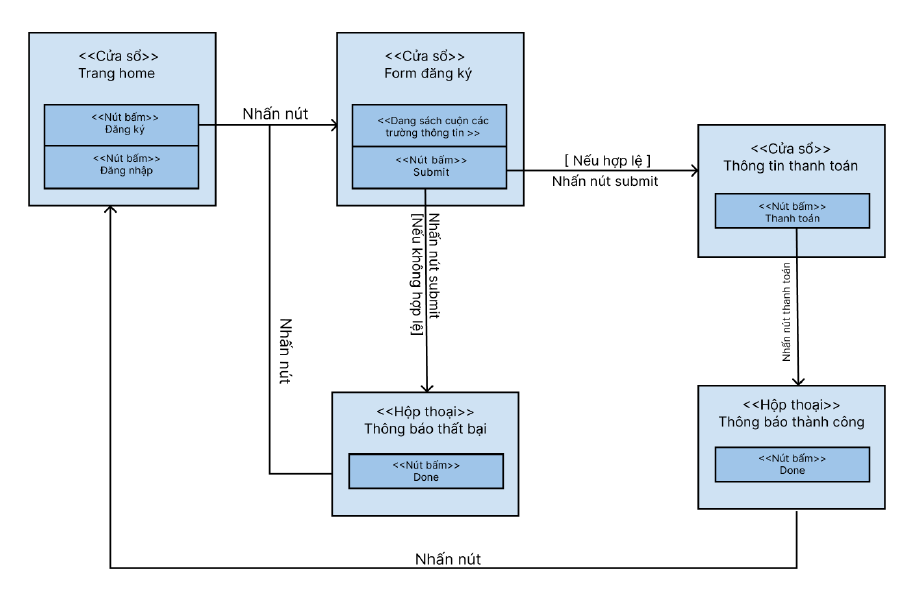 <<Cửa sổ>>
Trang home
<<Nút bấm>>
Đăng ký
<<Nút bấm>>
Đăng nhập
Nhấn nút
<<Cửa sổ>>
Form đăng ký
<<Dang sách cuộn các
trường thông tin >>
<<Nút bấm>>
Submit
[ Nếu hợp lệ ]
Nhấn nút submit
<<Cửa sổ>>
Thông tin thanh toán
<<Nút bấm>>
Thanh toán
Nhấn nút submit
[Nếu không hợp lệ]
Nhấn nút
Nhấn nút thanh toán
<<Hộp thoại>>
Thông báo thất bại
<<Nút bấm>>
Done
<<Hộp thoại>>
Thông báo thành công
<<Nút bấm>>
Done
Nhấn nút